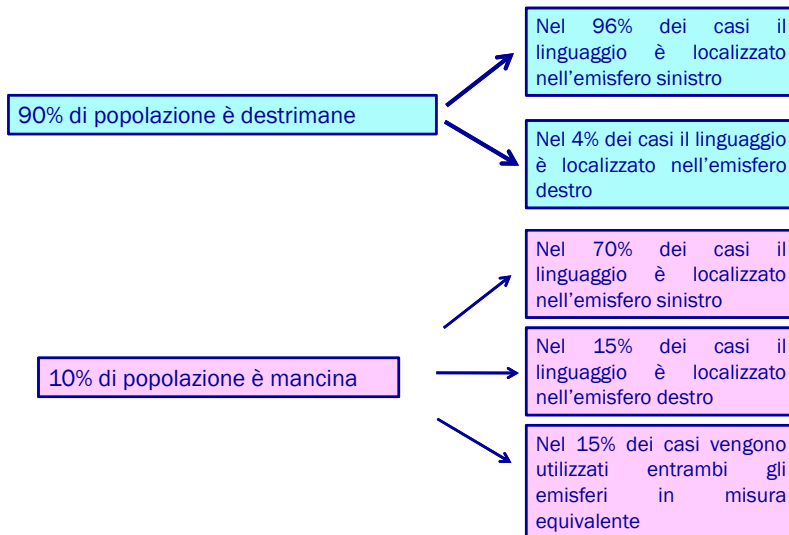 90% di popolazione è destrimane
Nel 96% dei casi il
linguaggio è localizzato
nell'emisfero sinistro
Nel 4% dei casi il linguaggio
è localizzato nell'emisfero
destro
10% di popolazione è mancina
Nel 70% dei casi il
linguaggio è localizzato
nell'emisfero sinistro
Nel 15% dei casi il
linguaggio è localizzato
nell'emisfero destro
Nel 15% dei casi vengono
utilizzati entrambi gli
emisferi in misura
equivalente